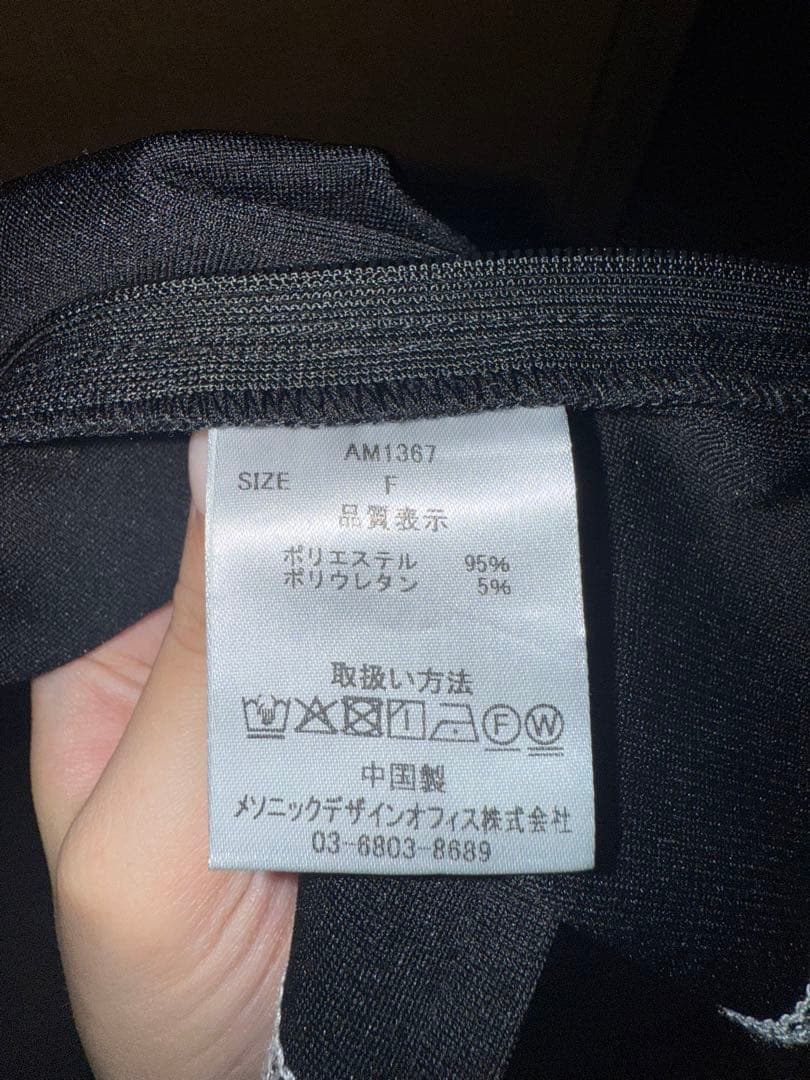 AM1367
SIZE F
品質表示
ポリエステル 95%
ポリウレタン 5%
取扱い方法
F W
中国製
メソニックデザインオフィス株式会社
03-6803-8689